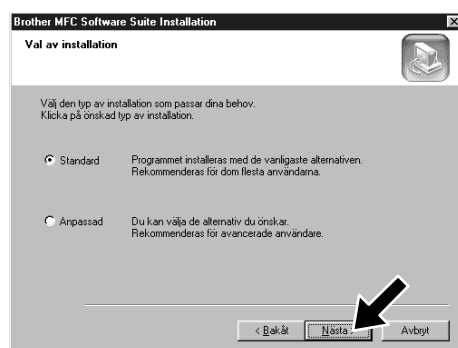 Brother MFC Software Suite Installation
Val av installation
Välj den typ av installation som passar dina behov.
Klicka på önskad typ av installation.
Standard
Programmet installeras med de vanligaste alternativen.
Rekommenderas för dom flesta användarna.
Anpassad
Du kan välja de alternativ du önskar.
Rekommenderas för avancerade användare.
< Bakåt Nästa Avbryt